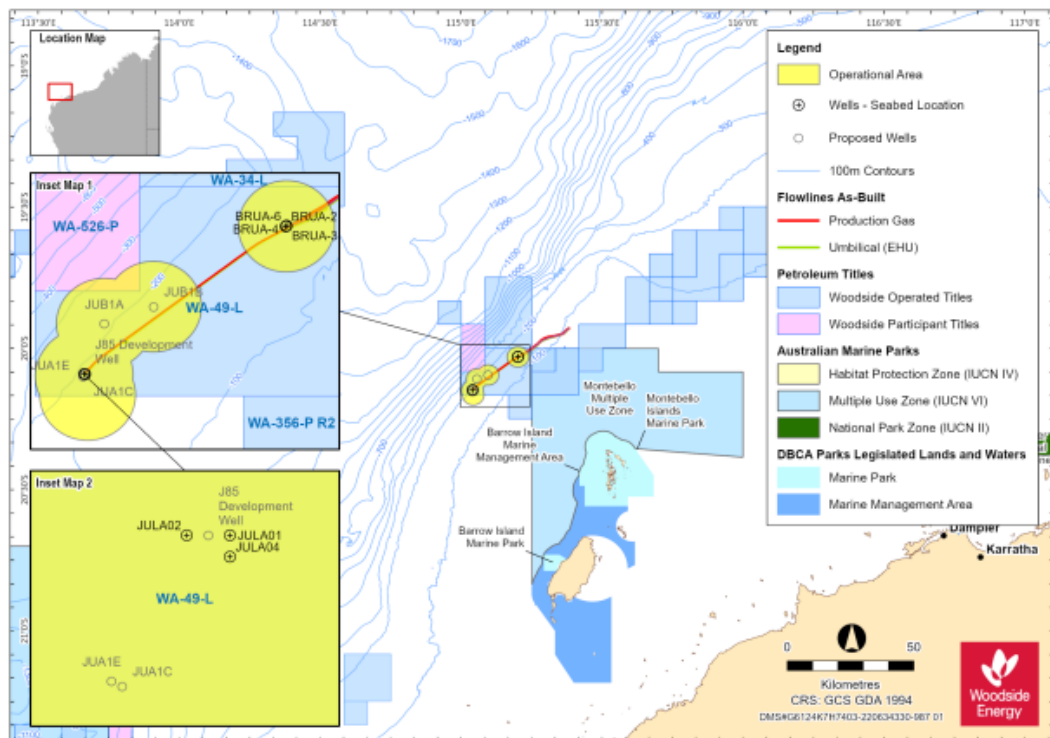 113°30'E
114°0'E
114°30'E
115°0'E
115°30'E
116°0'E
116°30'E
117°0'E
19°0'S
19°30'S
20°0'S
20°30'S
21°0'S
Location Map
Inset Map 1
WA-34-L
WA-526-P
BRUA-6
BRUA-2
BRUA-4
BRUA-3
JUB1A
JUB1B
WA-49-L
J85 Development
Well
JUA1E
JUA1C
WA-356-P R2
Inset Map 2
J85
Development
Well
JULA02
JULA01
JULA04
WA-49-L
JUA1E
JUA1C
Montebello
Multiple
Use Zone
Montebello
Islands
Marine Park
Barrow Island
Marine
Management Area
Barrow Island
Marine Park
Dampier
Karratha
Legend
Operational Area
Wells - Seabed Location
Proposed Wells
100m Contours
Flowlines As-Built
Production Gas
Umbilical (EHU)
Petroleum Titles
Woodside Operated Titles
Woodside Participant Titles
Australian Marine Parks
Habitat Protection Zone (IUCN IV)
Multiple Use Zone (IUCN VI)
National Park Zone (IUCN II)
DBCA Parks Legislated Lands and Waters
Marine Park
Marine Management Area
0
50
Kilometres
CRS: GCS GDA 1994
Woodside
Energy